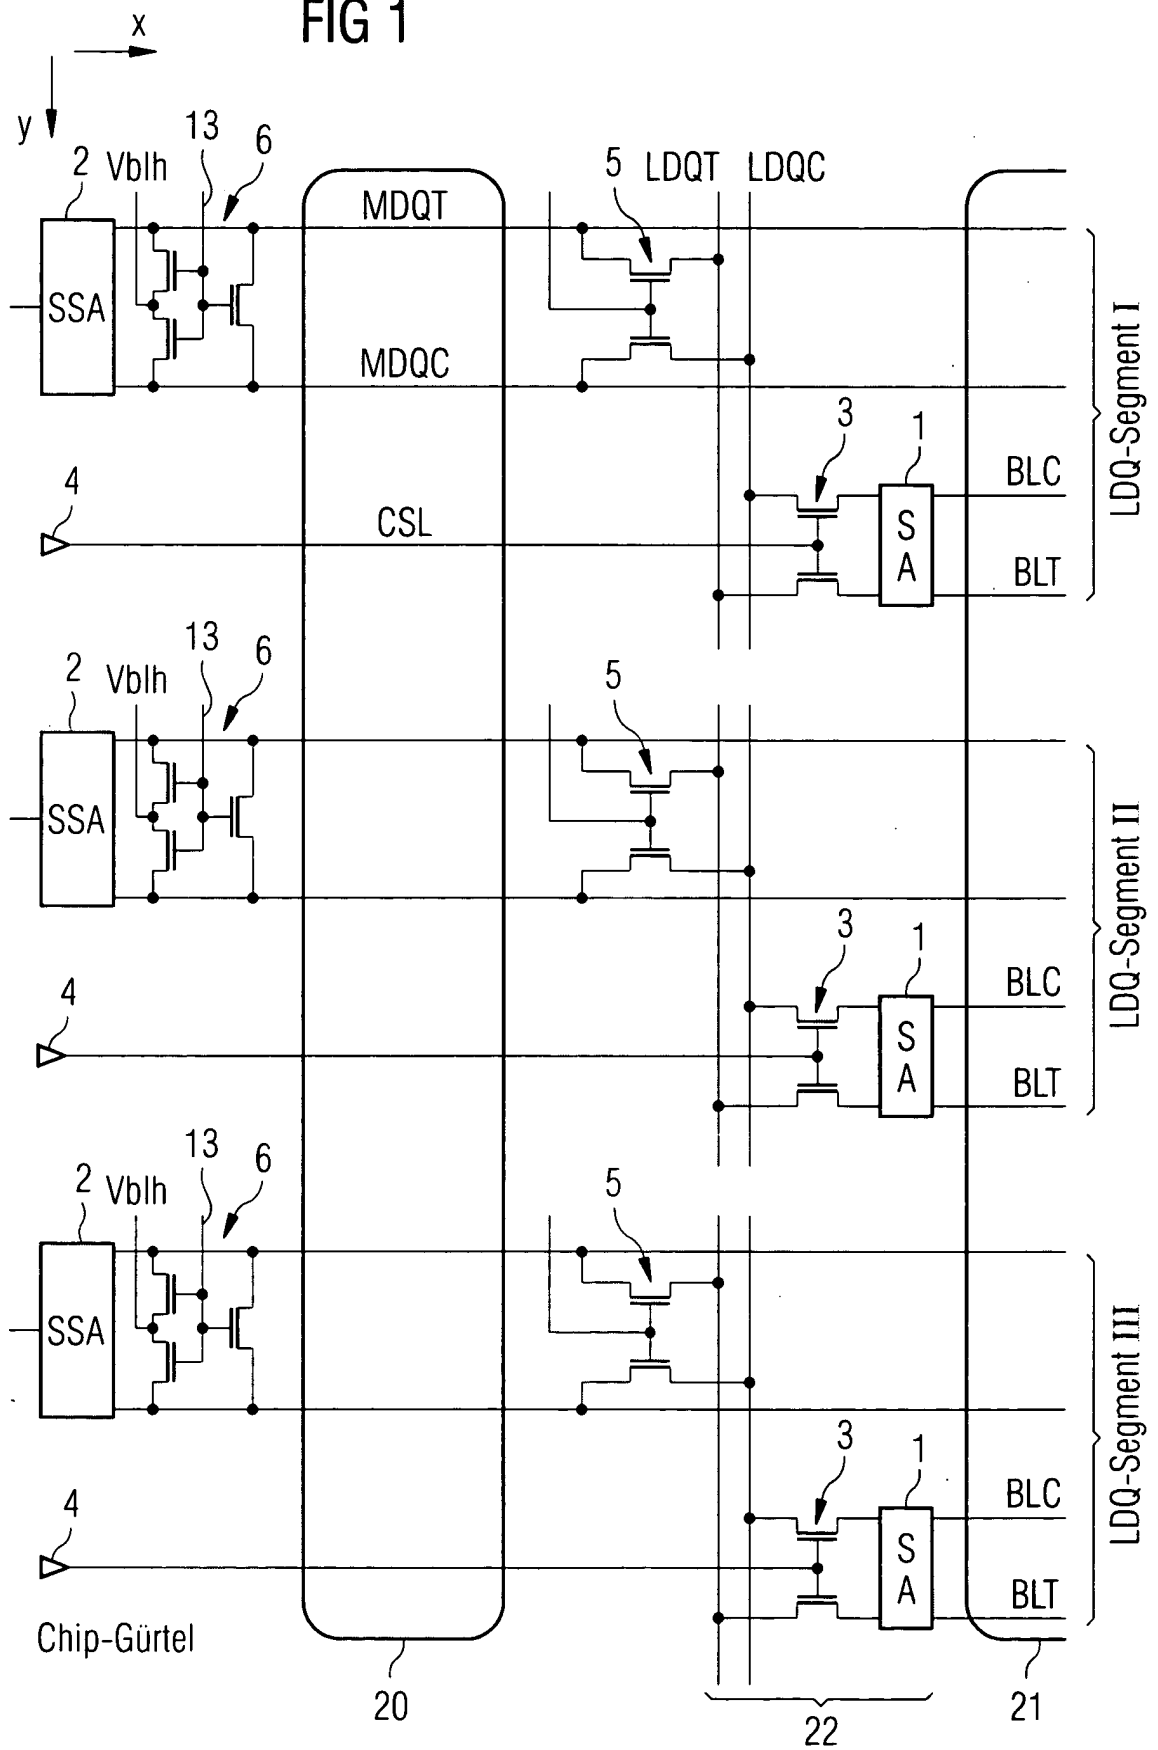 FIG 1
x
y
2
Vblh
13
6
5
LDQT
LDQC
MDQT
SSA
MDQC
LDQ-Segment I
3
1
BLC
4
CSL
S
A
BLT
2
Vblh
13
6
5
SSA
LDQ-Segment II
3
1
BLC
4
S
A
BLT
2
Vblh
13
6
5
SSA
LDQ-Segment III
3
1
BLC
4
S
A
BLT
Chip-Gürtel
20
22
21